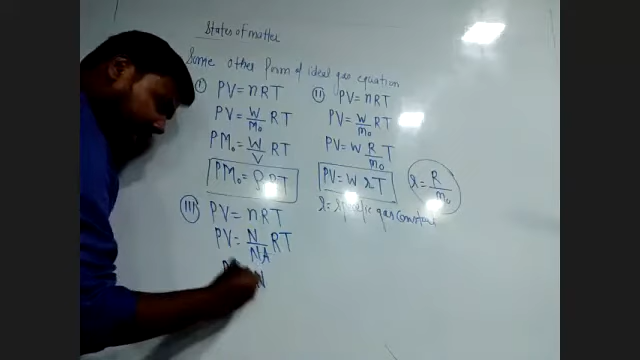 States of matter
Some other form of ideal gas equation
(I) PV = nRT
PV = W/M₀ RT
PM₀ = W/V RT
PM₀ = ρRT
(II) PV = nRT
PV = W/m₀ RT
PV = W R/m₀ T
PV = W r T
r = R/m₀
r = Specific gas constant
(III) PV = nRT
PV = N/NA RT
N